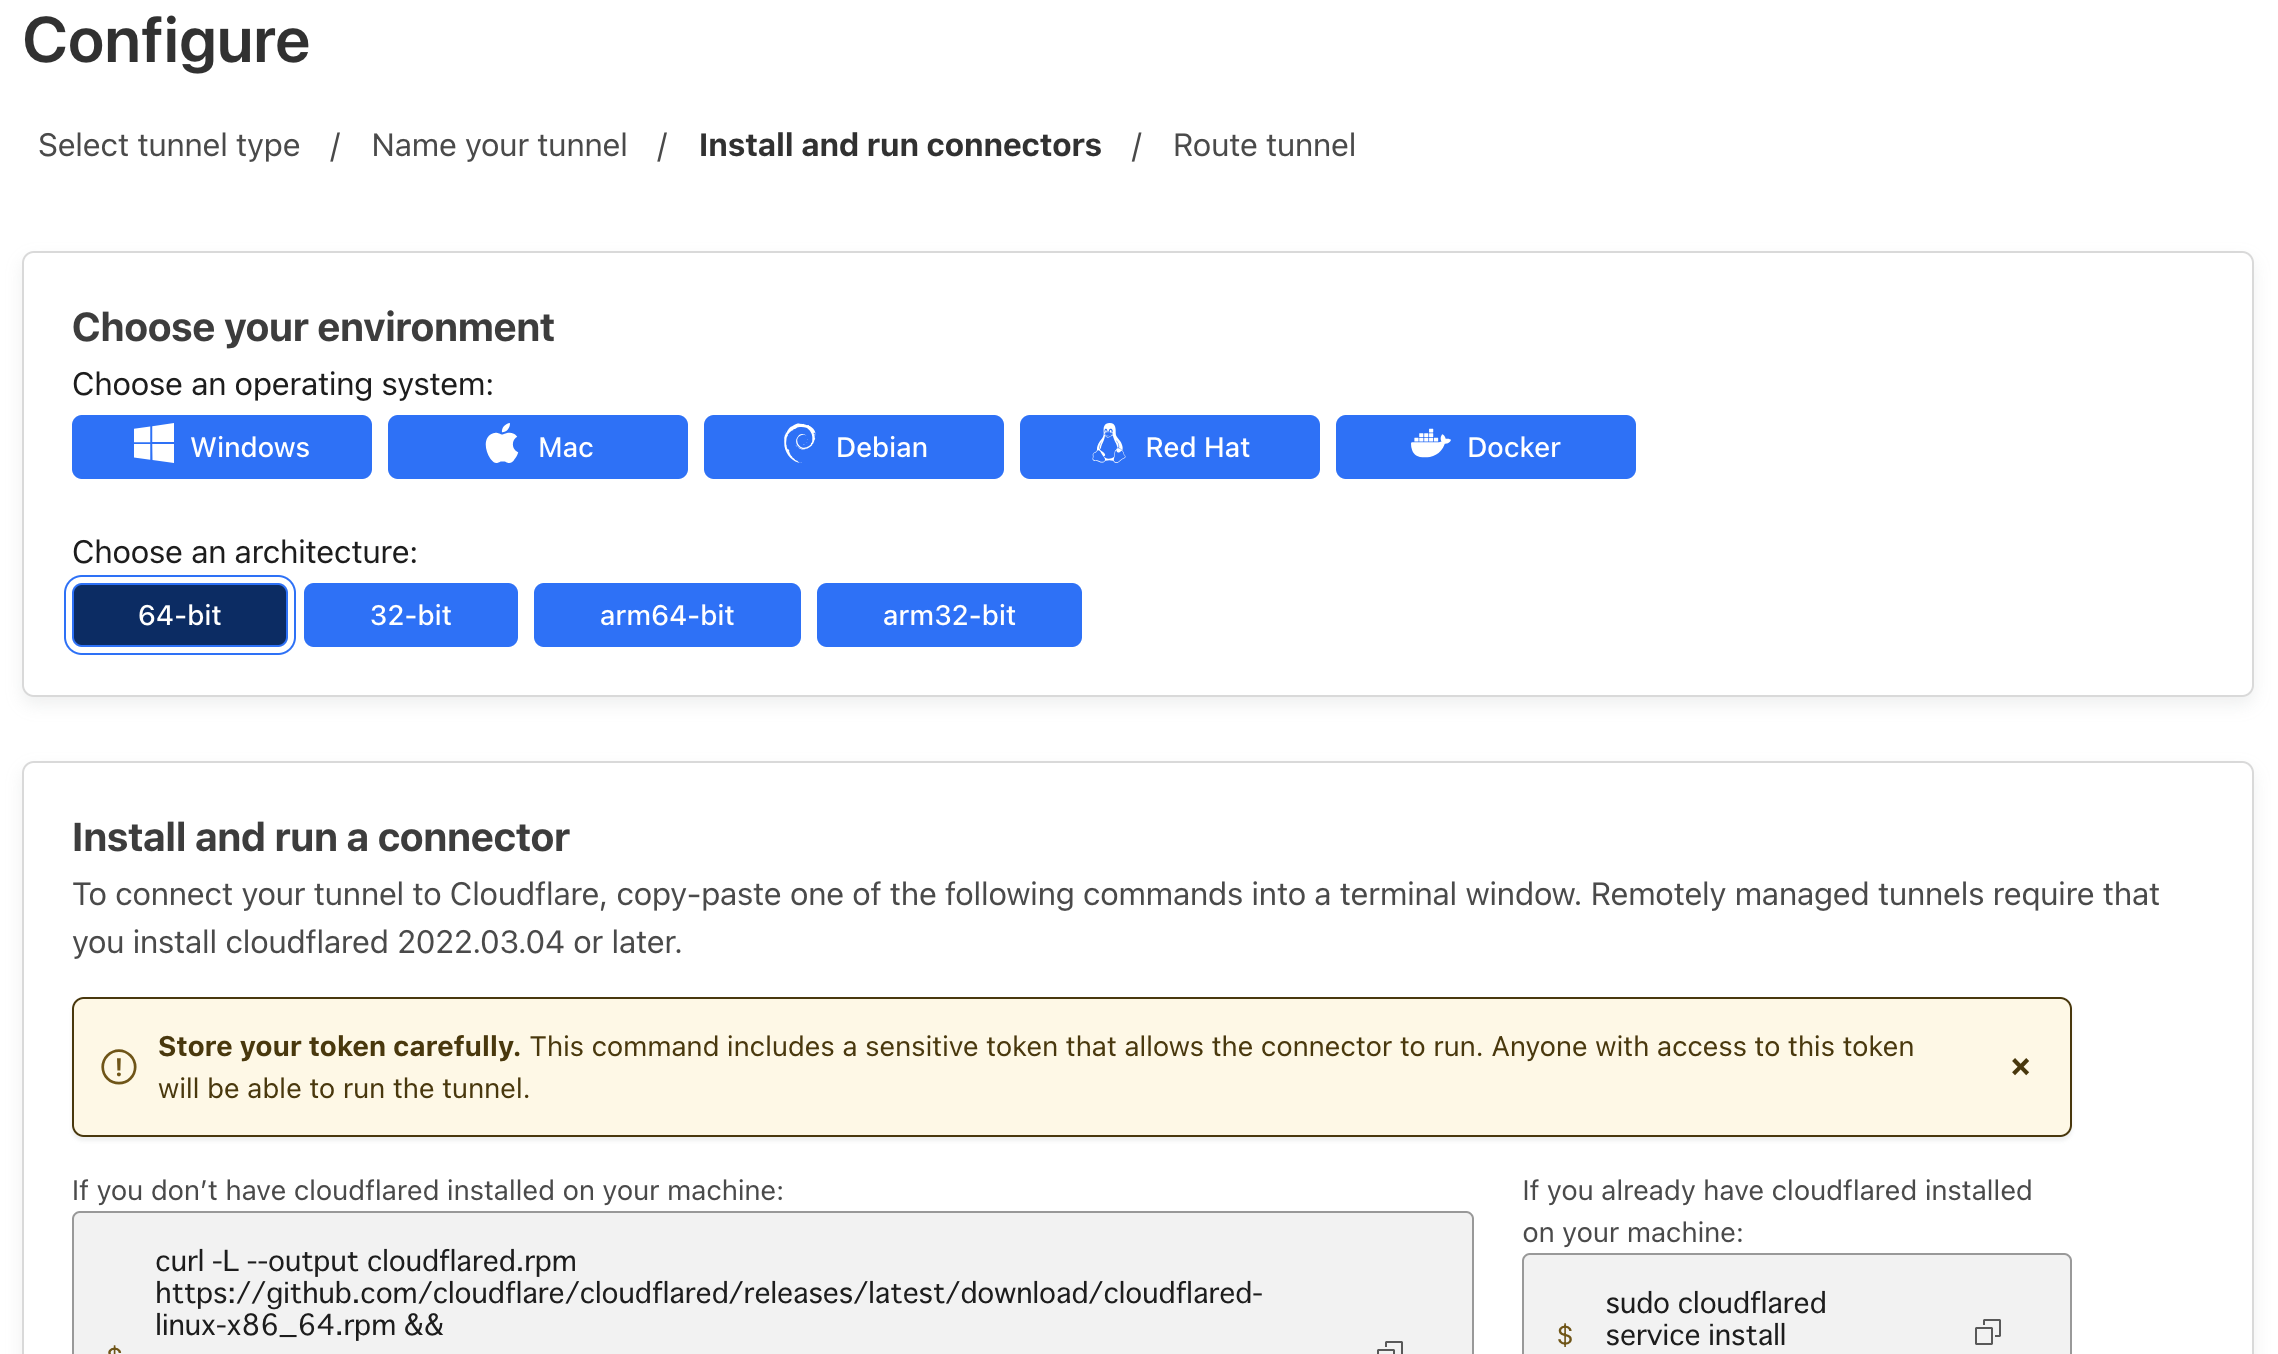 Configure
Select tunnel type / Name your tunnel / Install and run connectors / Route tunnel
Choose your environment
Choose an operating system:
Windows Mac Debian Red Hat Docker
Choose an architecture:
64-bit 32-bit arm64-bit arm32-bit
Install and run a connector
To connect your tunnel to Cloudflare, copy-paste one of the following commands into a terminal window. Remotely managed tunnels require that
you install cloudflared 2022.03.04 or later.
Store your token carefully. This command includes a sensitive token that allows the connector to run. Anyone with access to this token
will be able to run the tunnel.
If you don’t have cloudflared installed on your machine:
curl -L --output cloudflared.rpm
https://github.com/cloudflare/cloudflared/releases/latest/download/cloudflared-
linux-x86_64.rpm &&
$
If you already have cloudflared installed
on your machine:
sudo cloudflared
$ service install